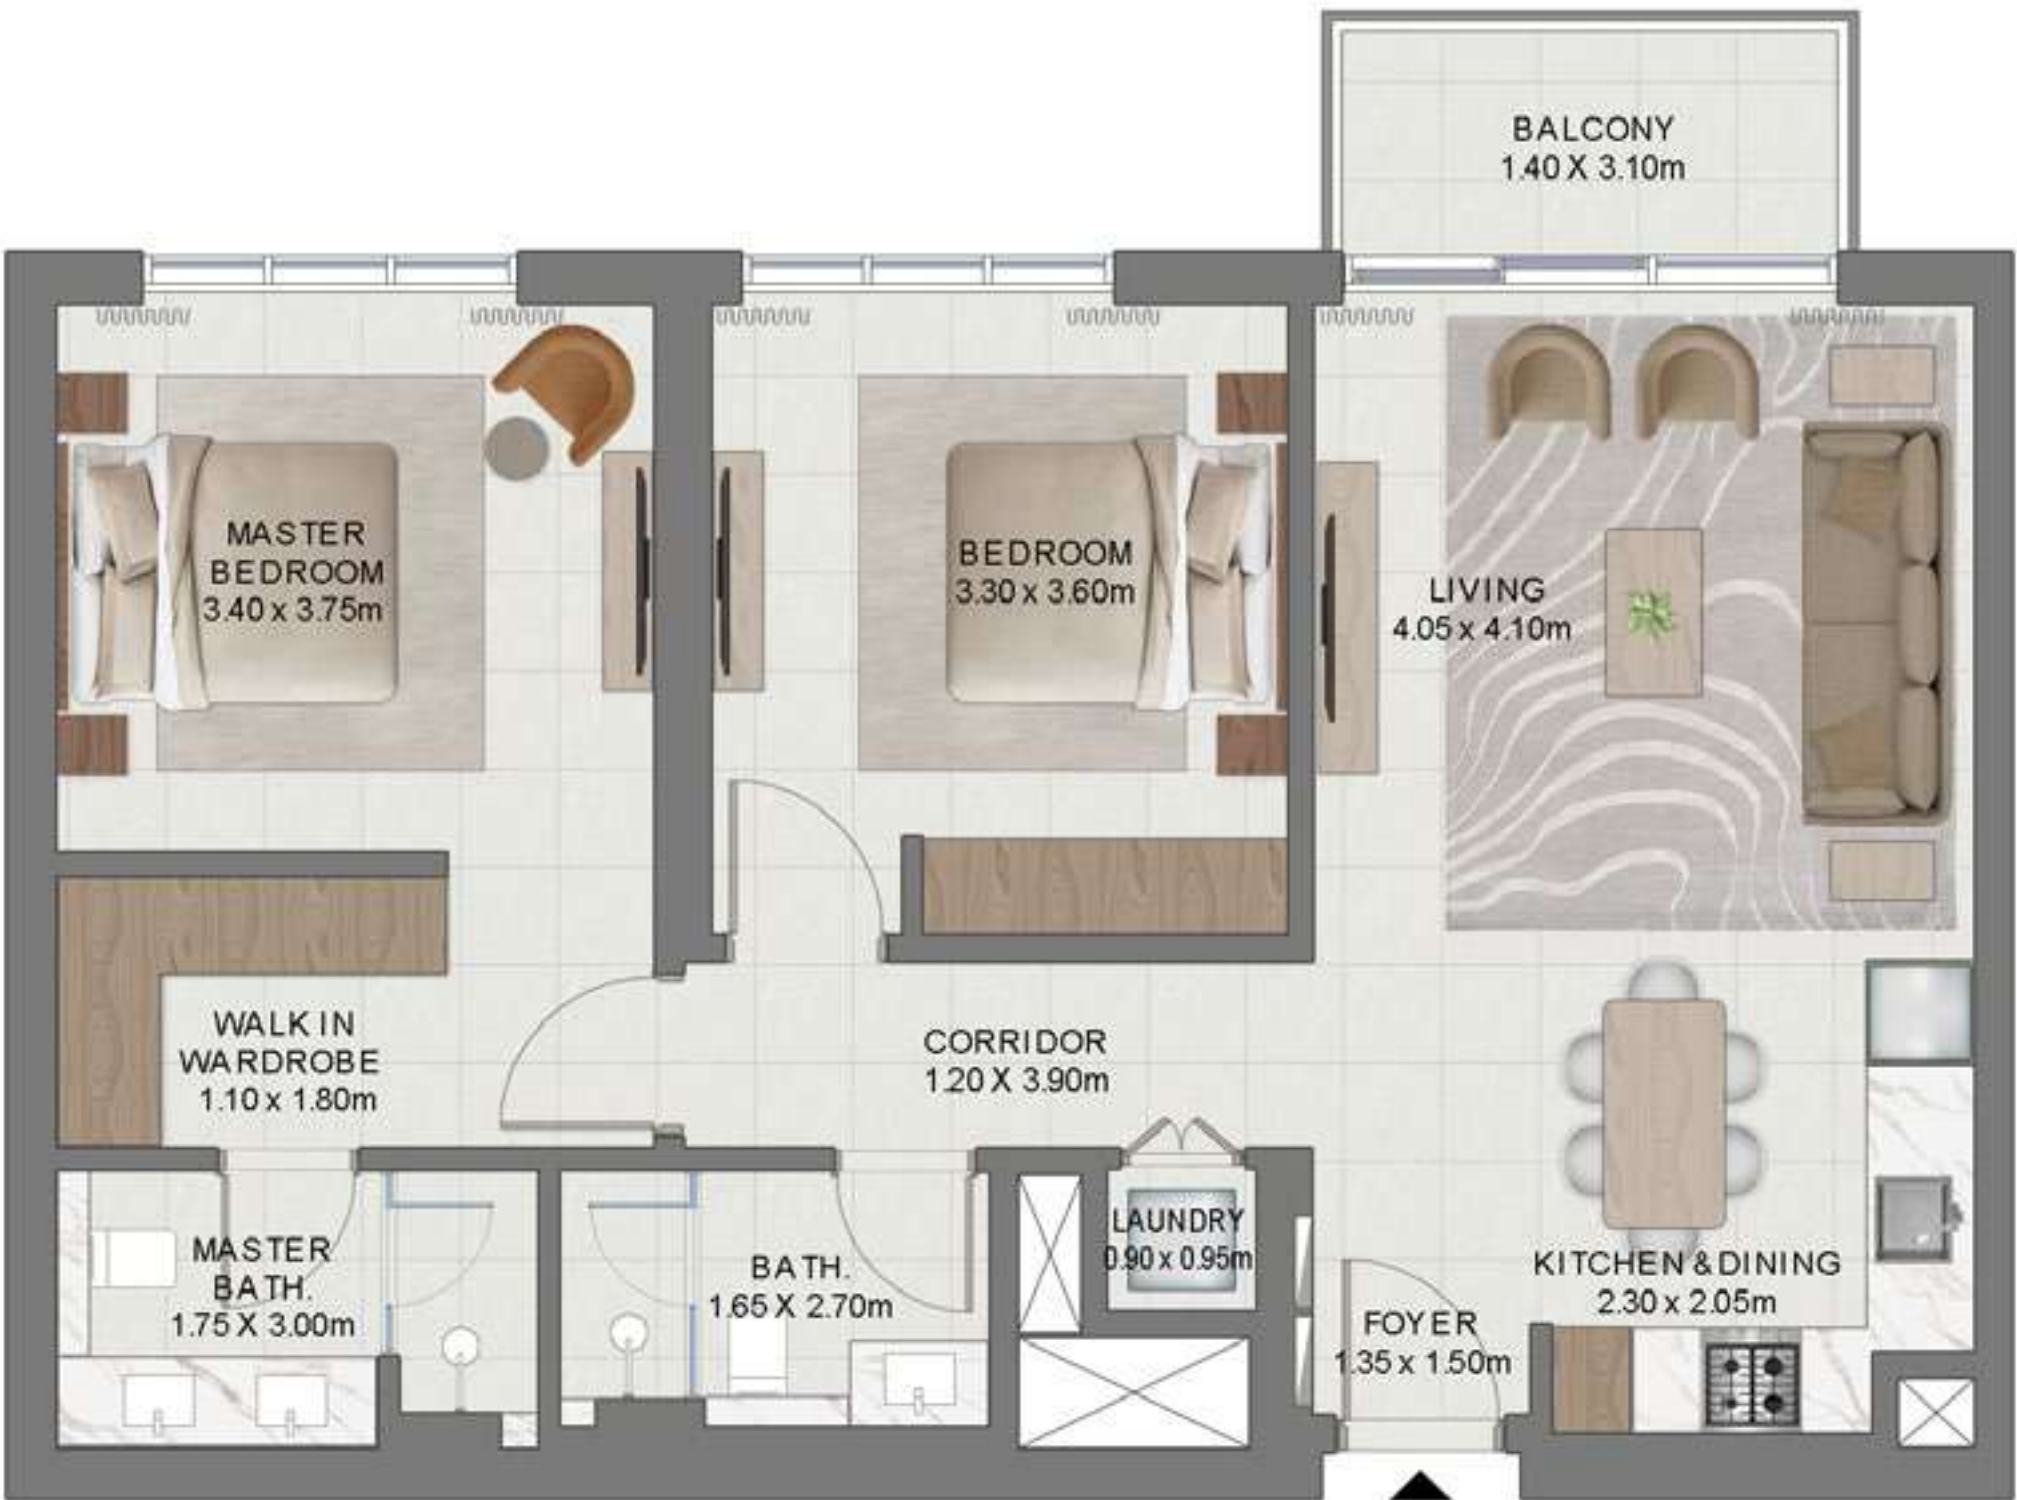 BALCONY
1.40 X 3.10m
MASTER
BEDROOM
3.40 x 3.75m
BEDROOM
3.30 x 3.60m
LIVING
4.05 x 4.10m
WALK IN
WARDROBE
1.10 x 1.80m
CORRIDOR
1.20 X 3.90m
MASTER
BATH.
1.75 X 3.00m
BATH.
1.65 X 2.70m
LAUNDRY
0.90 x 0.95m
KITCHEN & DINING
2.30 x 2.05m
FOYER
1.35 x 1.50m